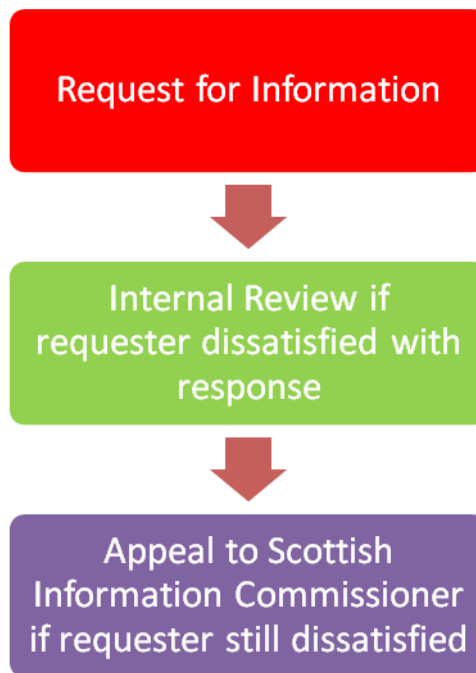 Request for Information
Internal Review if
requester dissatisfied with
response
Appeal to Scottish
Information Commissioner
if requester still dissatisfied